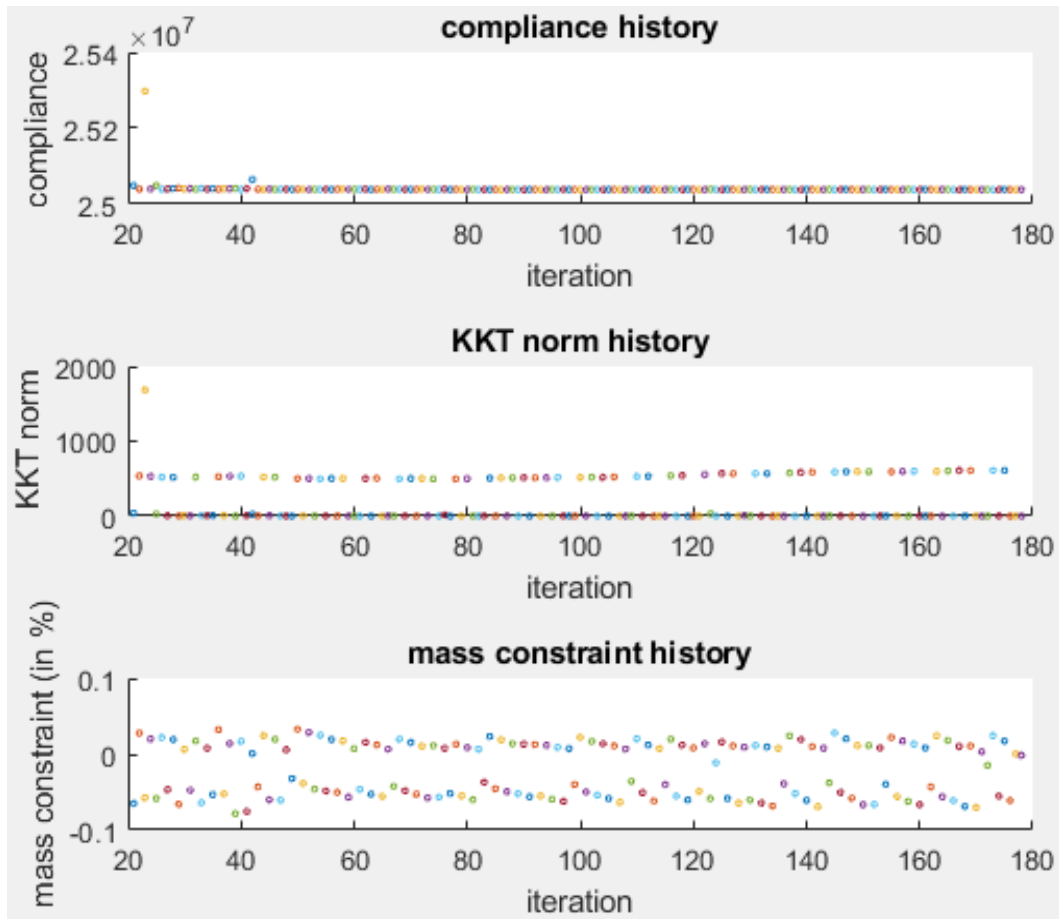 compliance history
×10^7
2.54
2.52
2.5
compliance
20 40 60 80 100 120 140 160 180
iteration
KKT norm history
2000
1000
0
KKT norm
20 40 60 80 100 120 140 160 180
iteration
mass constraint history
0.1
0
-0.1
mass constraint (in %)
20 40 60 80 100 120 140 160 180
iteration